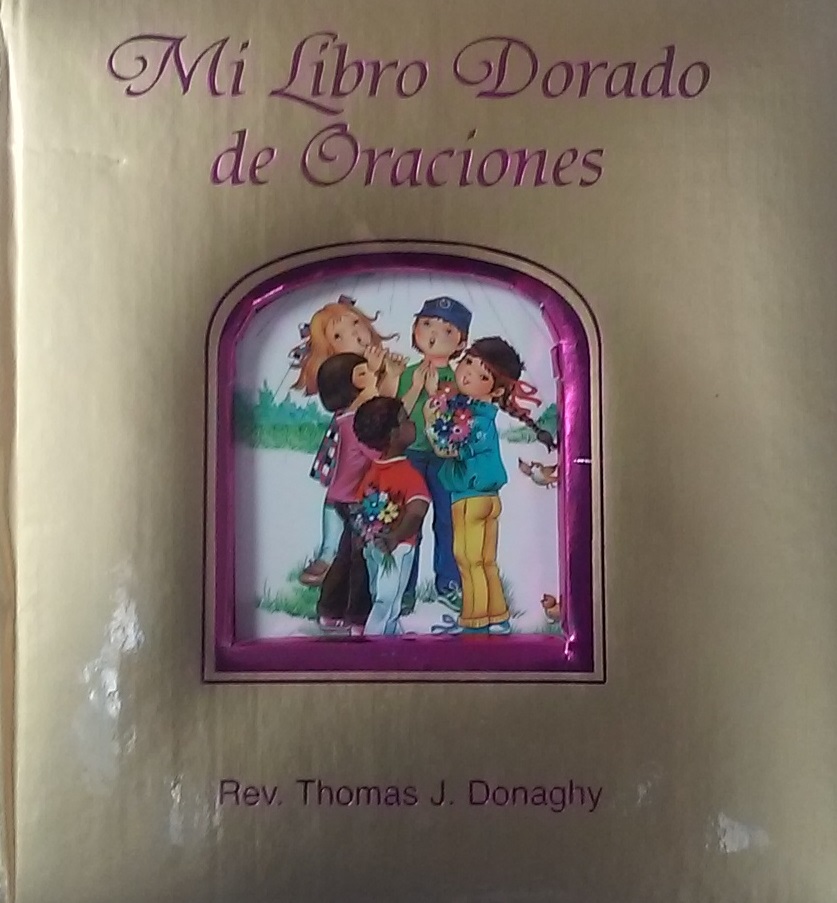 Mi Libro Dorado
de Oraciones
Rev. Thomas J. Donaghy